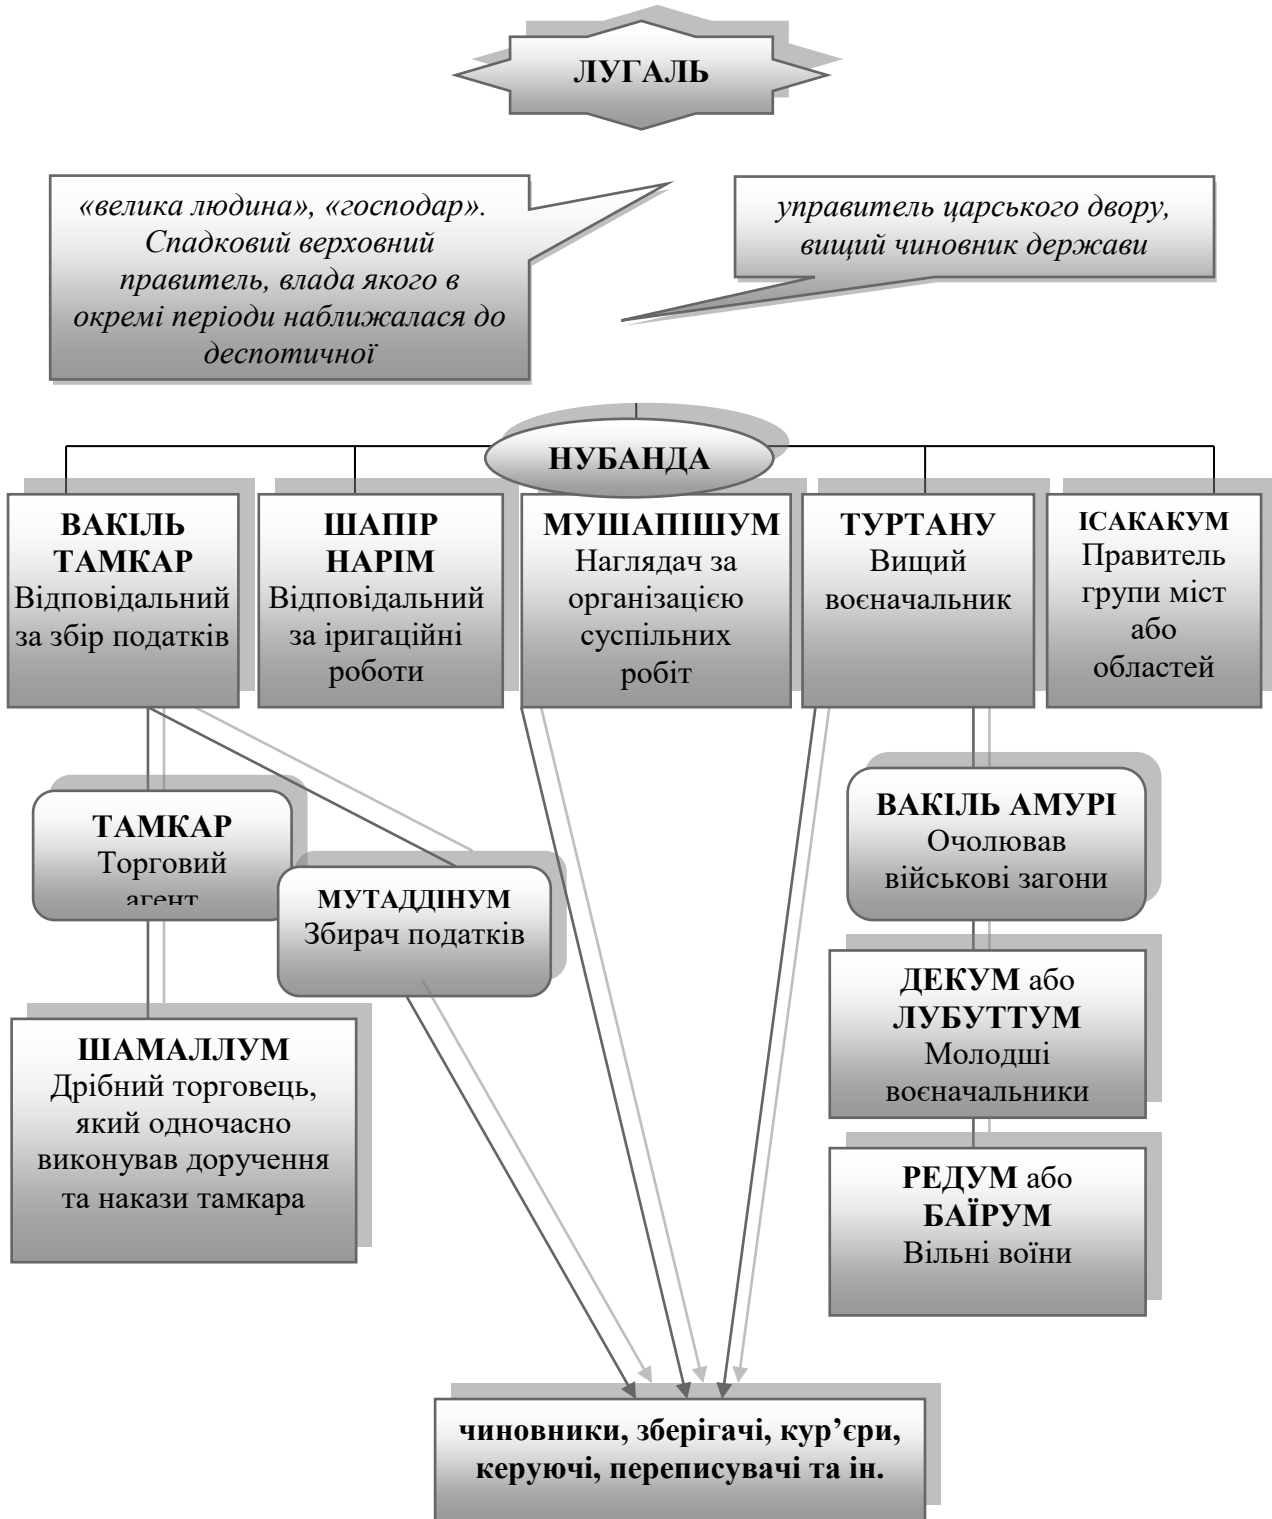 ЛУГАЛЬ
«велика людина», «господар».
Спадковий верховний
правитель, влада якого в
окремі періоди наближалася до
деспотичної
управитель царського двору,
вищий чиновник держави
НУБАНДА
ВАКІЛЬ
ТАМКАР
Відповідальний
за збір податків
ШАПІР
НАРІМ
Відповідальний
за іригаційні
роботи
МУШАПІШУМ
Наглядач за
організацією
суспільних
робіт
ТУРТАНУ
Вищий
воєначальник
ІСАКАКУМ
Правитель
групи міст
або
областей
ТАМКАР
Торговий
агент
МУТАДДІНУМ
Збирач податків
ВАКІЛЬ АМУРІ
Очолював
військові загони
ШАМАЛЛУМ
Дрібний торговець,
який одночасно
виконував доручення
та накази тамкара
ДЕКУМ або
ЛУБУТТУМ
Молодші
воєначальники
РЕДУМ або
БАЇРУМ
Вільні воїни
чиновники, зберігачі, кур’єри,
керуючі, переписувачі та ін.